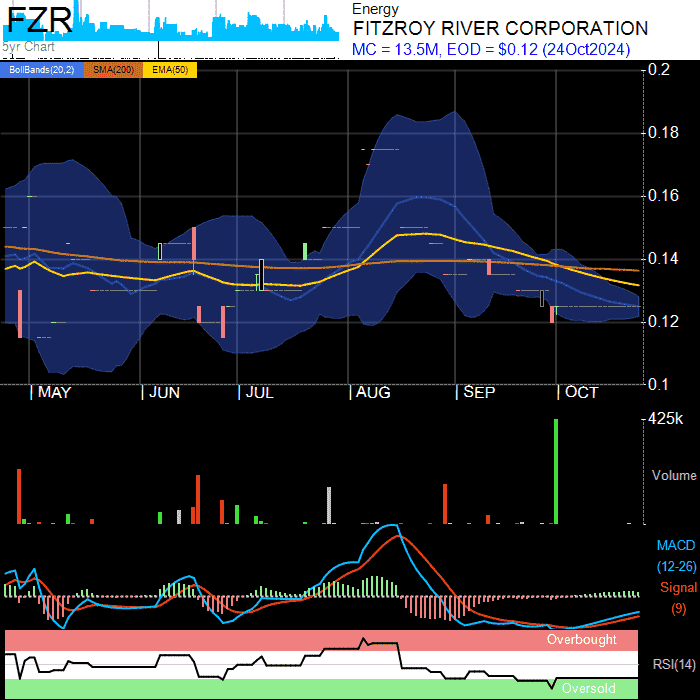 FZR
5yr Chart
Energy
FITZROY RIVER CORPORATION
MC = 13.5M, EOD = $0.12 (24Oct2024)
BollBands(20,2) SMA(200) EMA(50)
0.2
0.18
0.16
0.14
0.12
0.1
MAY JUN JUL AUG SEP OCT
425k
Volume
MACD
(12-26)
Signal
(9)
Overbought
RSI(14)
Oversold